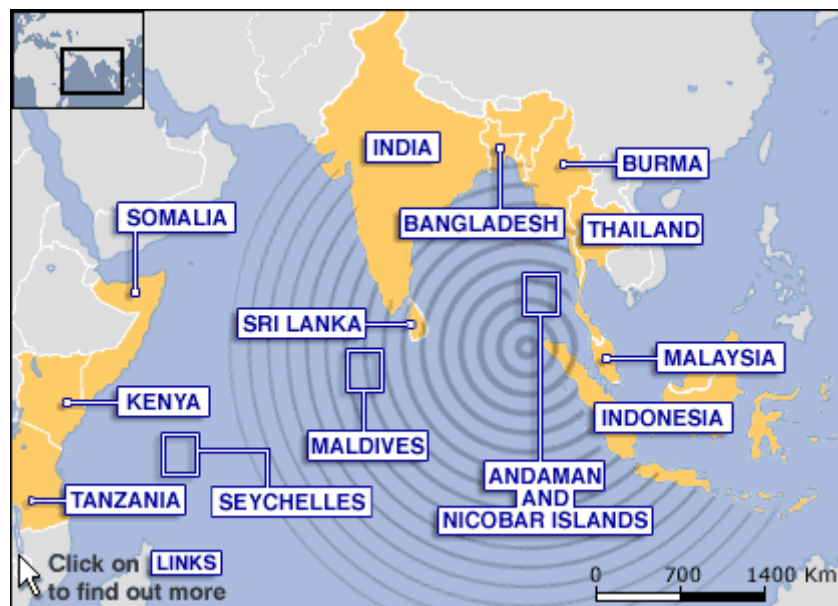 INDIA
BURMA
BANGLADESH
THAILAND
SOMALIA
SRI LANKA
MALAYSIA
KENYA
INDONESIA
MALDIVES
ANDAMAN
AND
NICOBAR ISLANDS
TANZANIA
SEYCHELLES
Click on LINKS
to find out more
0 700 1400 Km